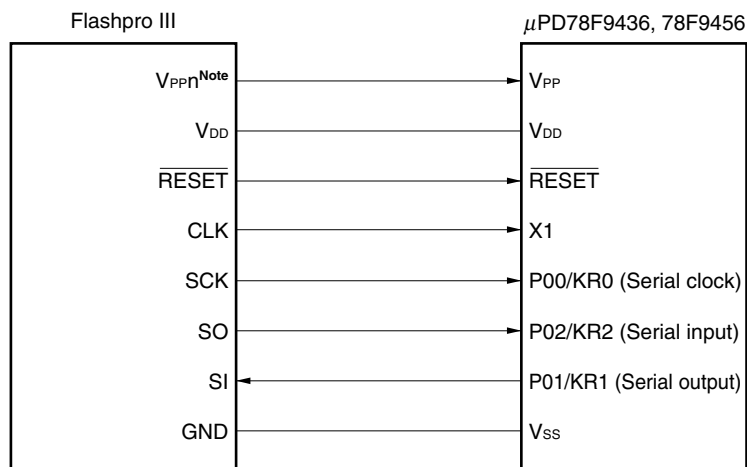 Flashpro III
μPD78F9436, 78F9456
VPPnNote
VPP
VDD
VDD
RESET
RESET
CLK
X1
SCK
P00/KR0 (Serial clock)
SO
P02/KR2 (Serial input)
SI
P01/KR1 (Serial output)
GND
VSS